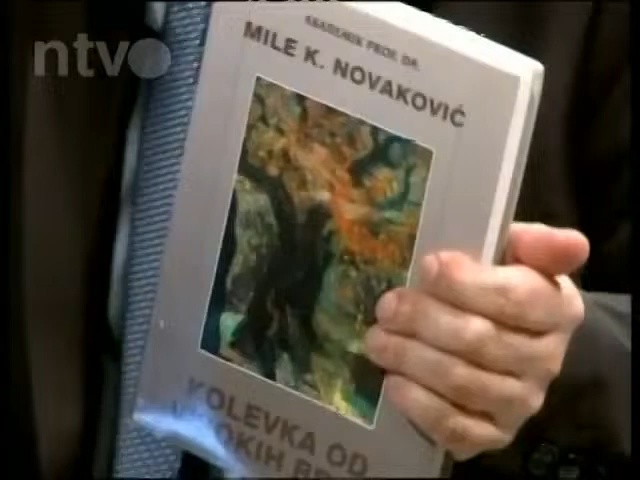 ntvo
AKADEMIK PROF. DR.
MILE K. NOVAKOVIĆ
KOLEVKA OD